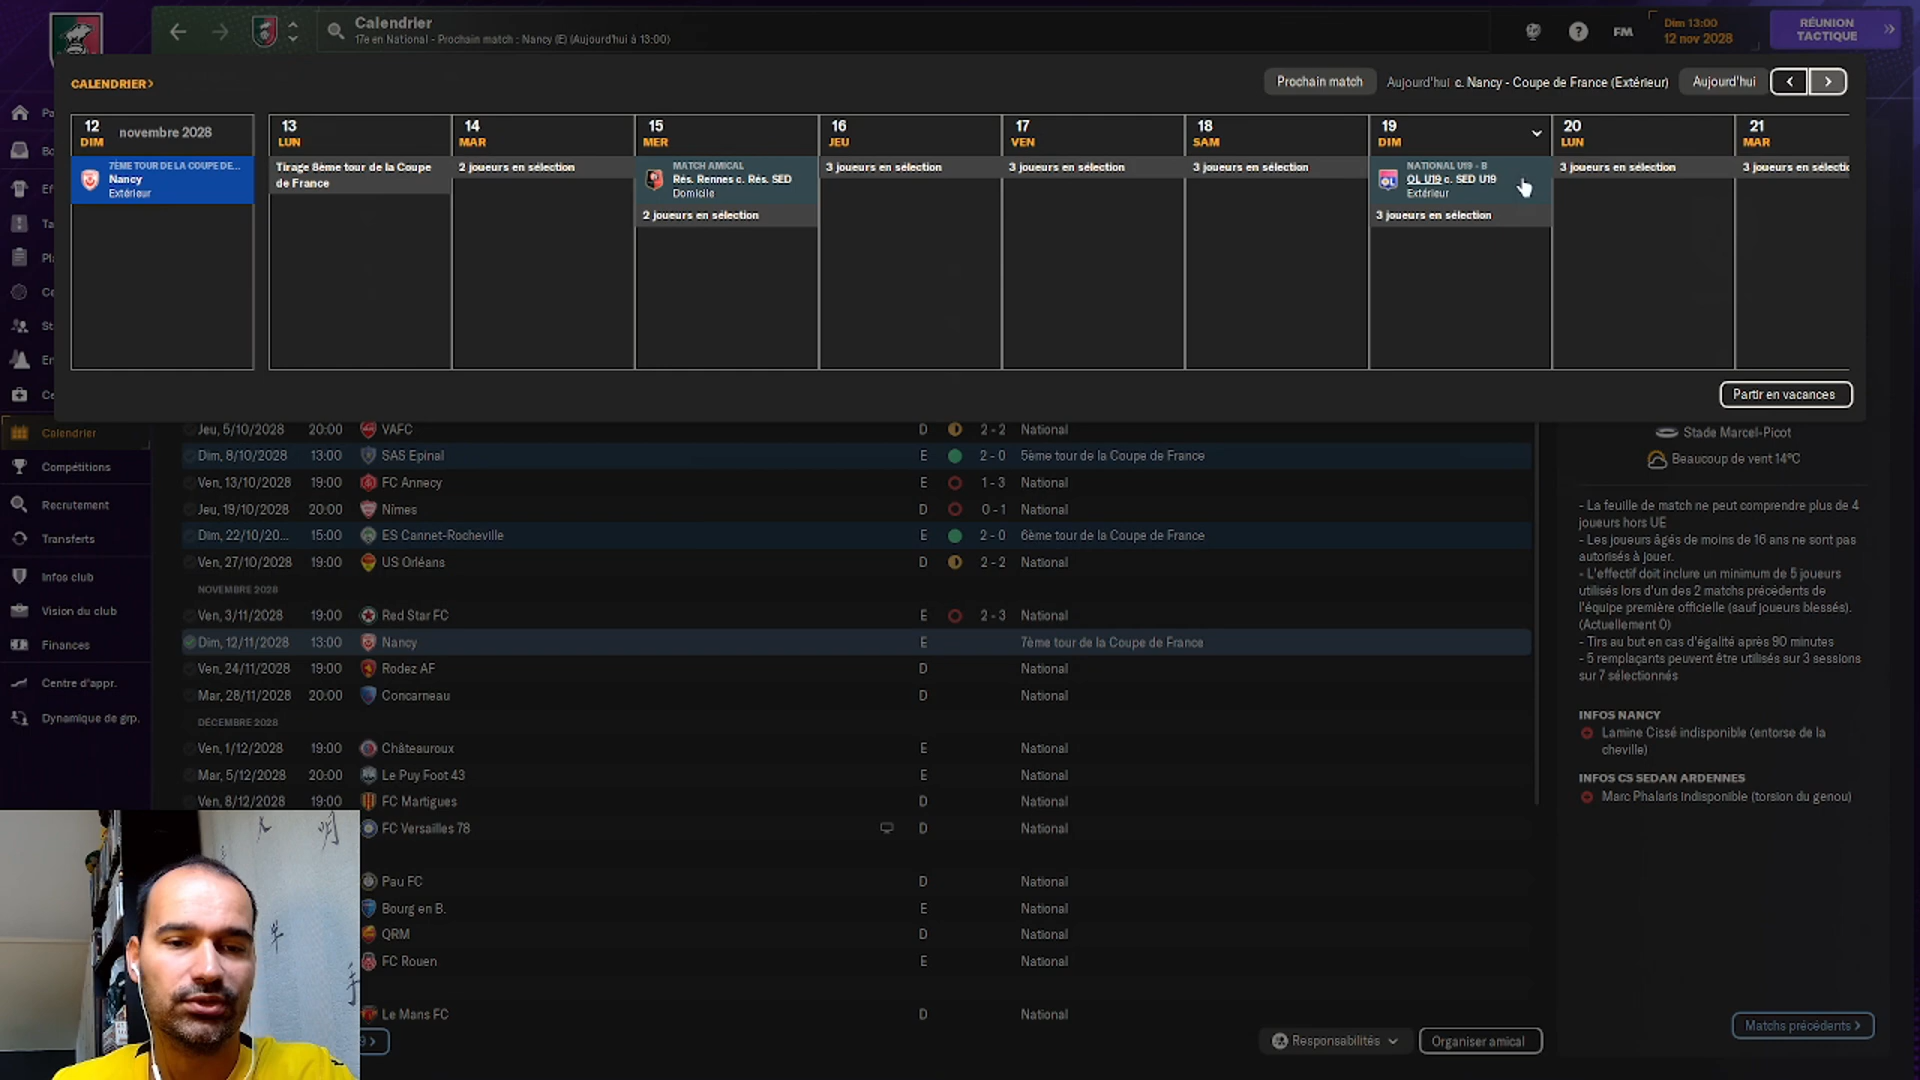 Calendrier
17e en National - Prochain match : Nancy (E) (Aujourd'hui à 13:00)
FM
Dim 13:00
12 nov 2028
RÉUNION
TACTIQUE
CALENDRIER>
Prochain match
Aujourd'hui c. Nancy - Coupe de France (Extérieur)
Aujourd'hui
12
DIM
novembre 2028
7ÈME TOUR DE LA COUPE DE...
Nancy
Extérieur
13
LUN
Tirage 8ème tour de la Coupe
de France
14
MAR
2 joueurs en sélection
15
MER
MATCH AMICAL
Rés. Rennes c. Rés. SED
Domicile
2 joueurs en sélection
16
JEU
3 joueurs en sélection
17
VEN
3 joueurs en sélection
18
SAM
3 joueurs en sélection
19
DIM
NATIONAL U19 - B
OL U19 c. SED U19
Extérieur
3 joueurs en sélection
20
LUN
3 joueurs en sélection
21
MAR
3 joueurs en sélectio
Partir en vacances
Calendrier
Compétitions
Recrutement
Transferts
Infos club
Vision du club
Finances
Centre d'appr.
Dynamique de grp.
Jeu, 5/10/2028 20:00 VAFC D 2 - 2 National
Dim, 8/10/2028 13:00 SAS Epinal E 2 - 0 5ème tour de la Coupe de France
Ven, 13/10/2028 19:00 FC Annecy E 1 - 3 National
Jeu, 19/10/2028 20:00 Nîmes D 0 - 1 National
Dim, 22/10/20... 15:00 ES Cannet-Rocheville E 2 - 0 6ème tour de la Coupe de France
Ven, 27/10/2028 19:00 US Orléans D 2 - 2 National
NOVEMBRE 2028
Ven, 3/11/2028 19:00 Red Star FC E 2 - 3 National
Dim, 12/11/2028 13:00 Nancy E 7ème tour de la Coupe de France
Ven, 24/11/2028 19:00 Rodez AF D National
Mar, 28/11/2028 20:00 Concarneau D National
DÉCEMBRE 2028
Ven, 1/12/2028 19:00 Châteauroux E National
Mar, 5/12/2028 20:00 Le Puy Foot 43 E National
Ven, 8/12/2028 19:00 FC Martigues D National
FC Versailles 78 D National
Pau FC D National
Bourg en B. E National
QRM D National
FC Rouen E National
Le Mans FC D National
Responsabilités
Organiser amical
Stade Marcel-Picot
Beaucoup de vent 14°C
- La feuille de match ne peut comprendre plus de 4
joueurs hors UE
- Les joueurs âgés de moins de 16 ans ne sont pas
autorisés à jouer.
- L'effectif doit inclure un minimum de 5 joueurs
utilisés lors d'un des 2 matchs précédents de
l'équipe première officielle (sauf joueurs blessés).
(Actuellement 0)
- Tirs au but en cas d'égalité après 90 minutes
- 5 remplaçants peuvent être utilisés sur 3 sessions
sur 7 sélectionnés
INFOS NANCY
Lamine Cissé indisponible (entorse de la
cheville)
INFOS CS SEDAN ARDENNES
Marc Phalaris indisponible (torsion du genou)
Matchs précédents >